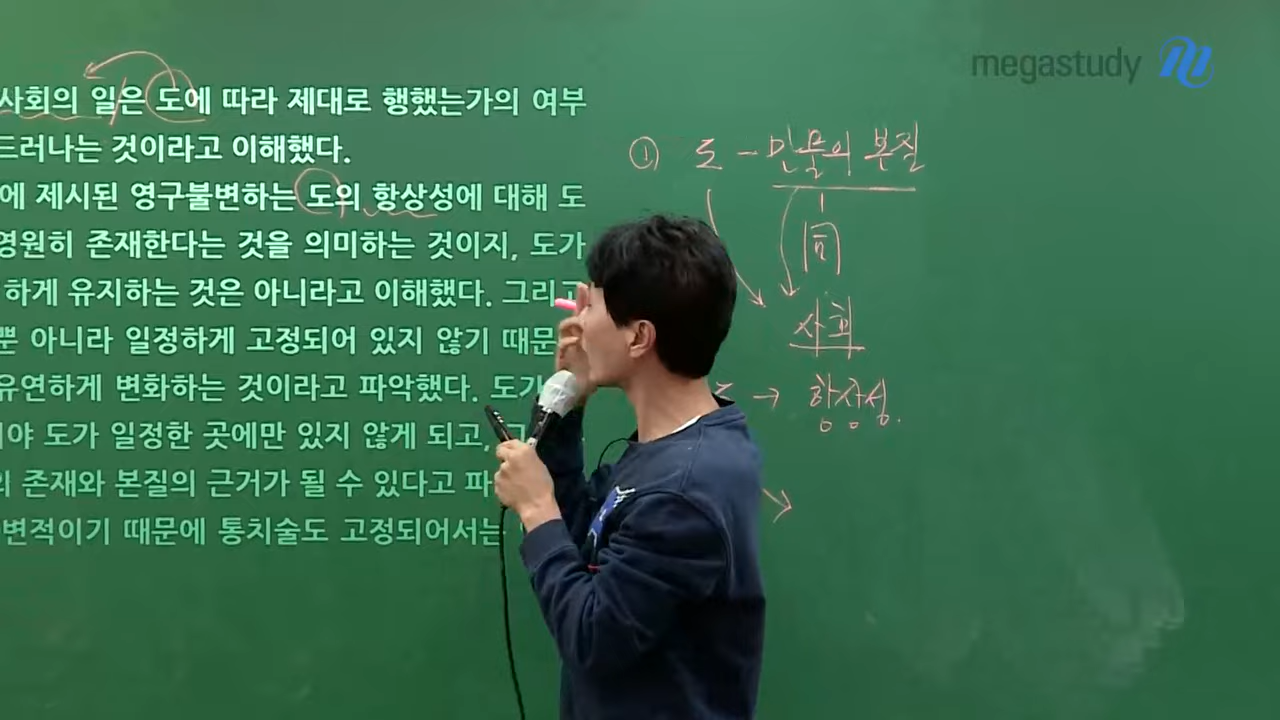 megastudy
사회의 일은 도에 따라 제대로 행했는가의 여부
드러나는 것이라고 이해했다.
에 제시된 영구불변하는 도의 항상성에 대해 도
영원히 존재한다는 것을 의미하는 것이지, 도가
하게 유지하는 것은 아니라고 이해했다. 그리고
뿐 아니라 일정하게 고정되어 있지 않기 때문
유연하게 변화하는 것이라고 파악했다. 도가
야 도가 일정한 곳에만 있지 않게 되고,
의 존재와 본질의 근거가 될 수 있다고 파
변적이기 때문에 통치술도 고정되어서는
① 도 - 만물의 본질
사회
→ 항상성.